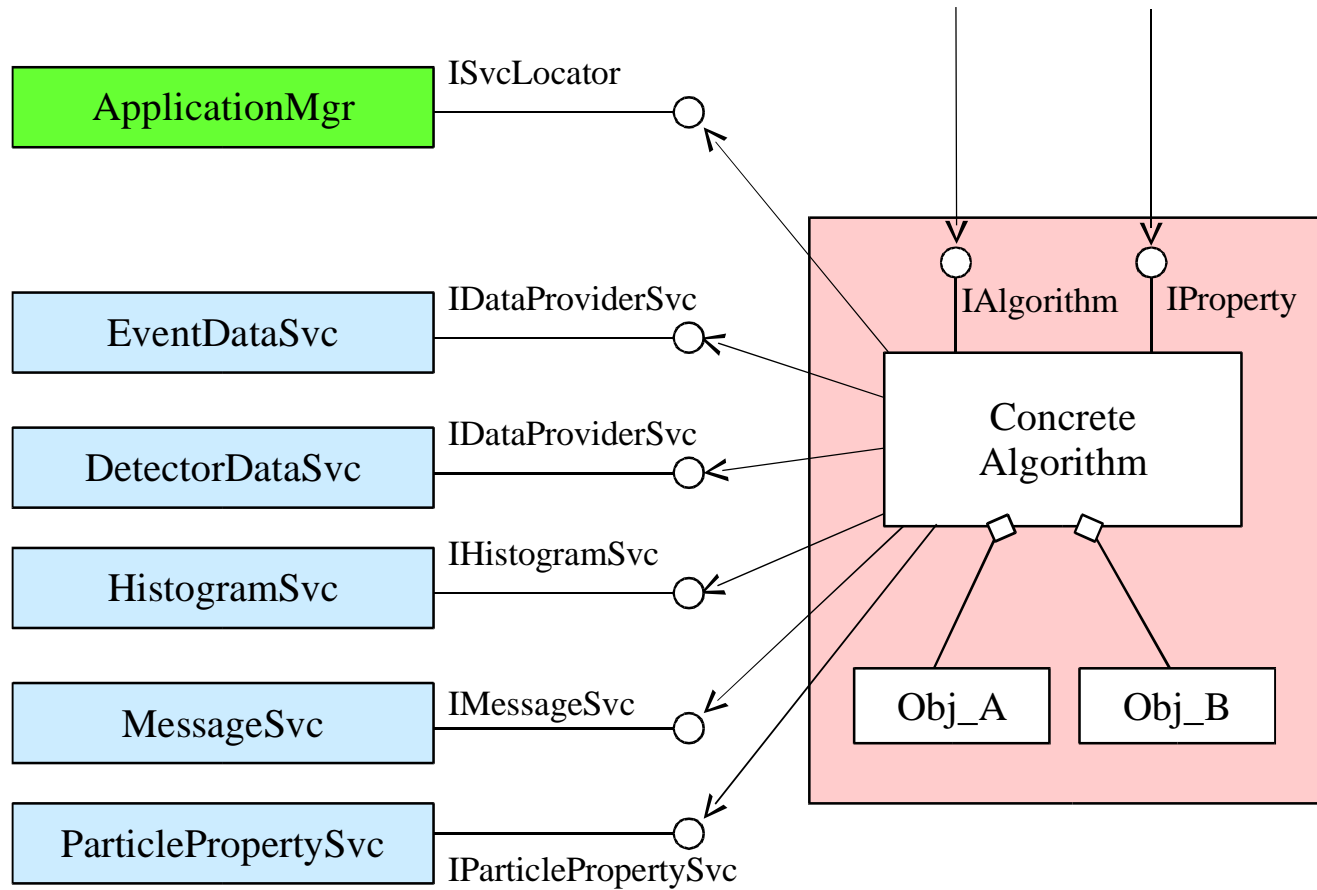 ISvcLocator
ApplicationMgr
IDataProviderSvc
EventDataSvc
IAlgorithm
IProperty
Concrete
Algorithm
IDataProviderSvc
DetectorDataSvc
IHistogramSvc
HistogramSvc
IMessageSvc
MessageSvc
Obj_A
Obj_B
ParticlePropertySvc
IParticlePropertySvc